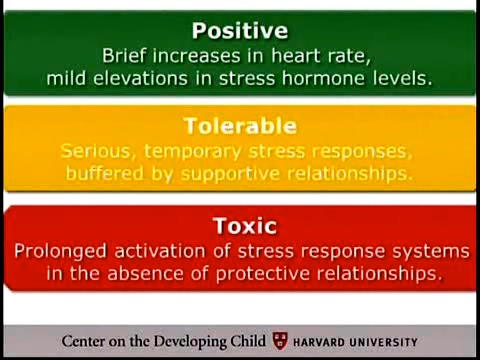 Positive
Brief increases in heart rate,
mild elevations in stress hormone levels.
Tolerable
Serious, temporary stress responses,
buffered by supportive relationships.
Toxic
Prolonged activation of stress response systems
in the absence of protective relationships.
Center on the Developing Child HARVARD UNIVERSITY